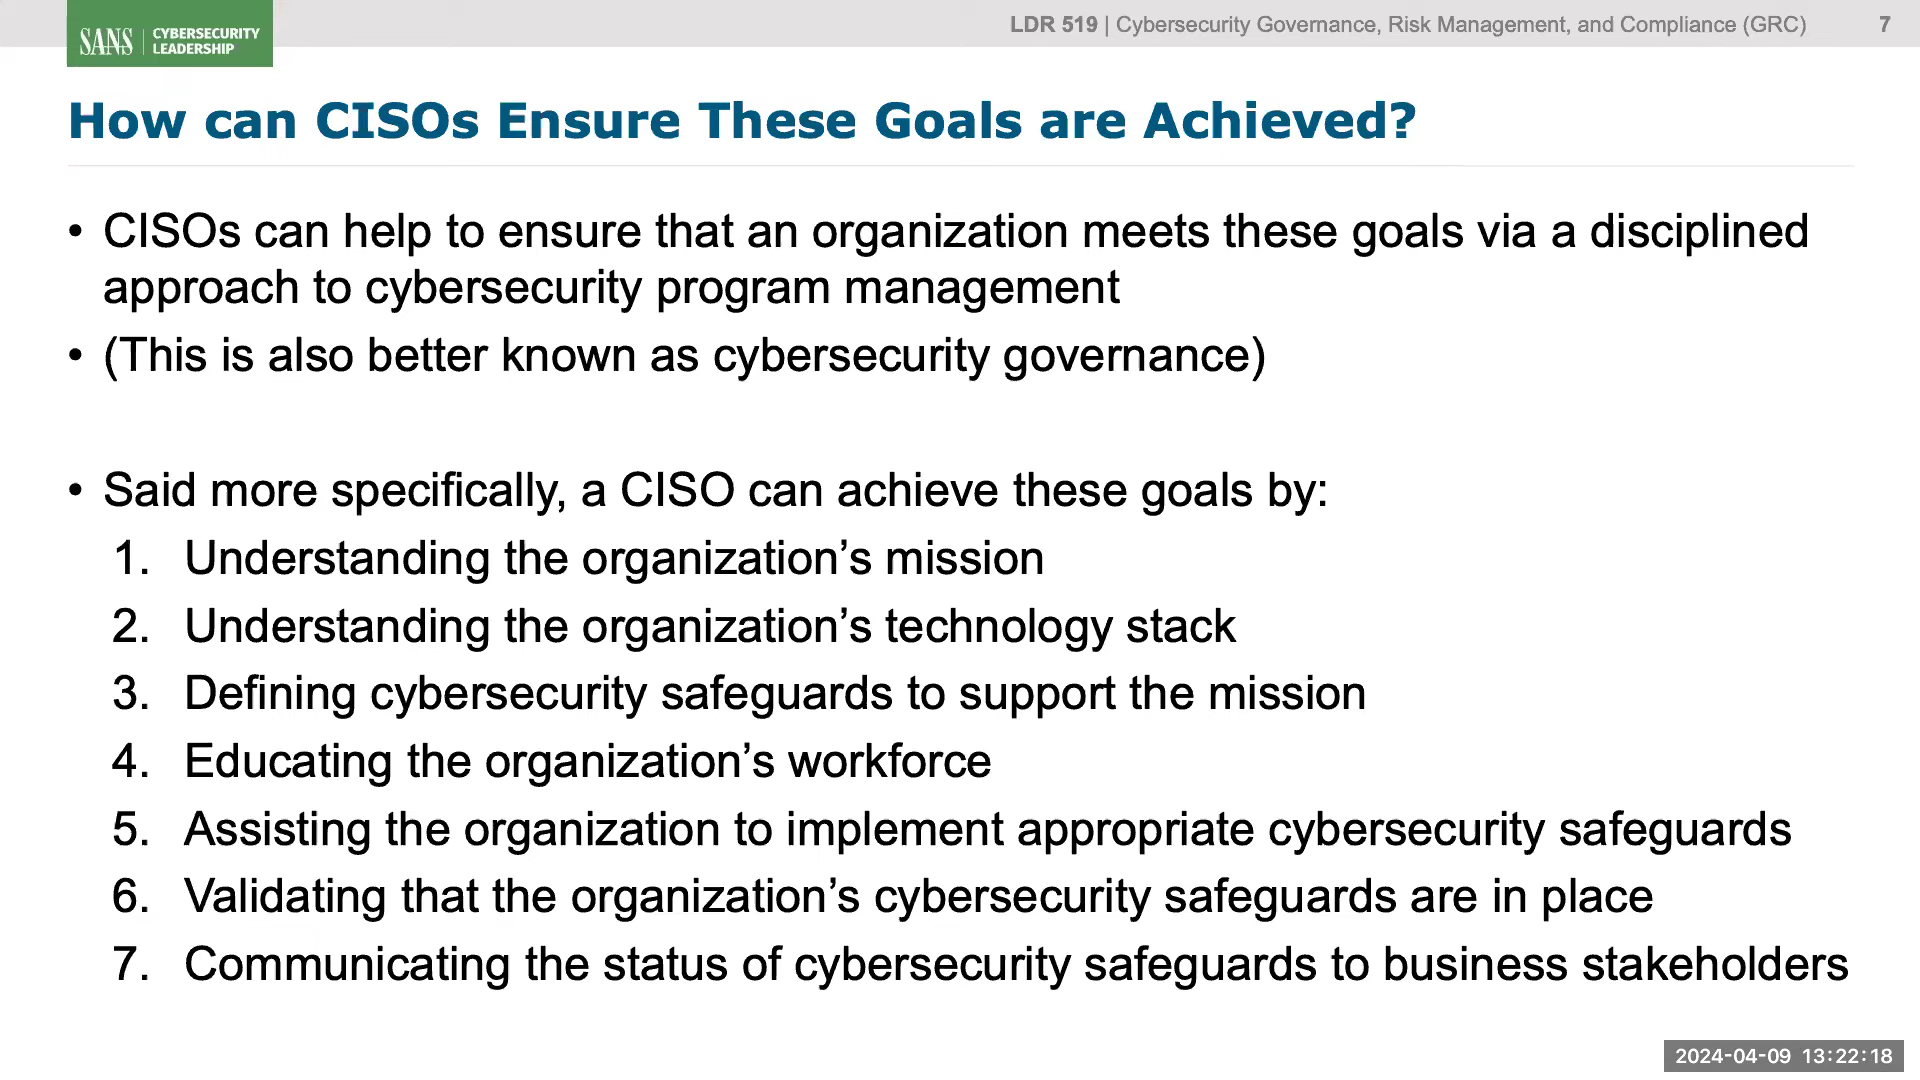 SANS | CYBERSECURITY
LEADERSHIP
LDR 519 | Cybersecurity Governance, Risk Management, and Compliance (GRC) 7
How can CISOs Ensure These Goals are Achieved?
• CISOs can help to ensure that an organization meets these goals via a disciplined
approach to cybersecurity program management
• (This is also better known as cybersecurity governance)
• Said more specifically, a CISO can achieve these goals by:
1. Understanding the organization’s mission
2. Understanding the organization’s technology stack
3. Defining cybersecurity safeguards to support the mission
4. Educating the organization’s workforce
5. Assisting the organization to implement appropriate cybersecurity safeguards
6. Validating that the organization’s cybersecurity safeguards are in place
7. Communicating the status of cybersecurity safeguards to business stakeholders
2024-04-09 13:22:18